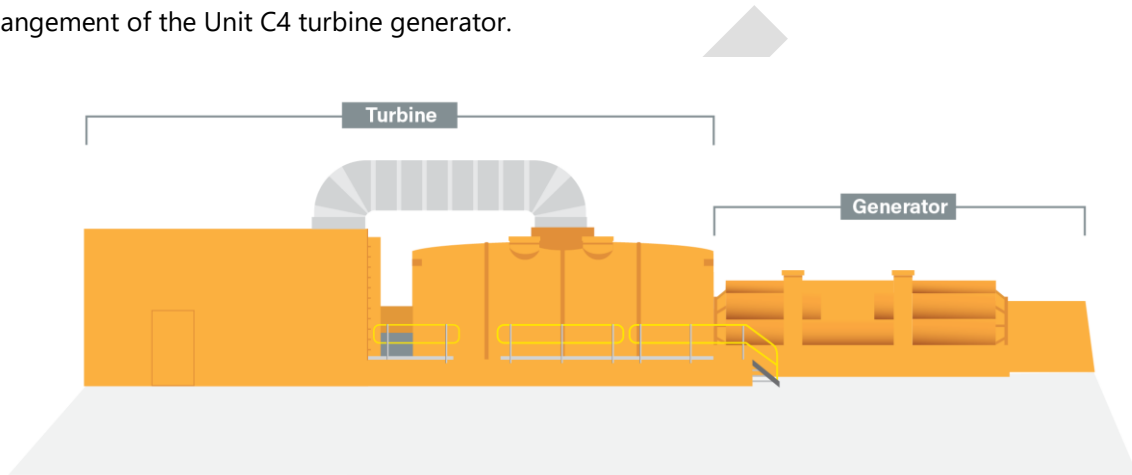 angement of the Unit C4 turbine generator.
Turbine
Generator